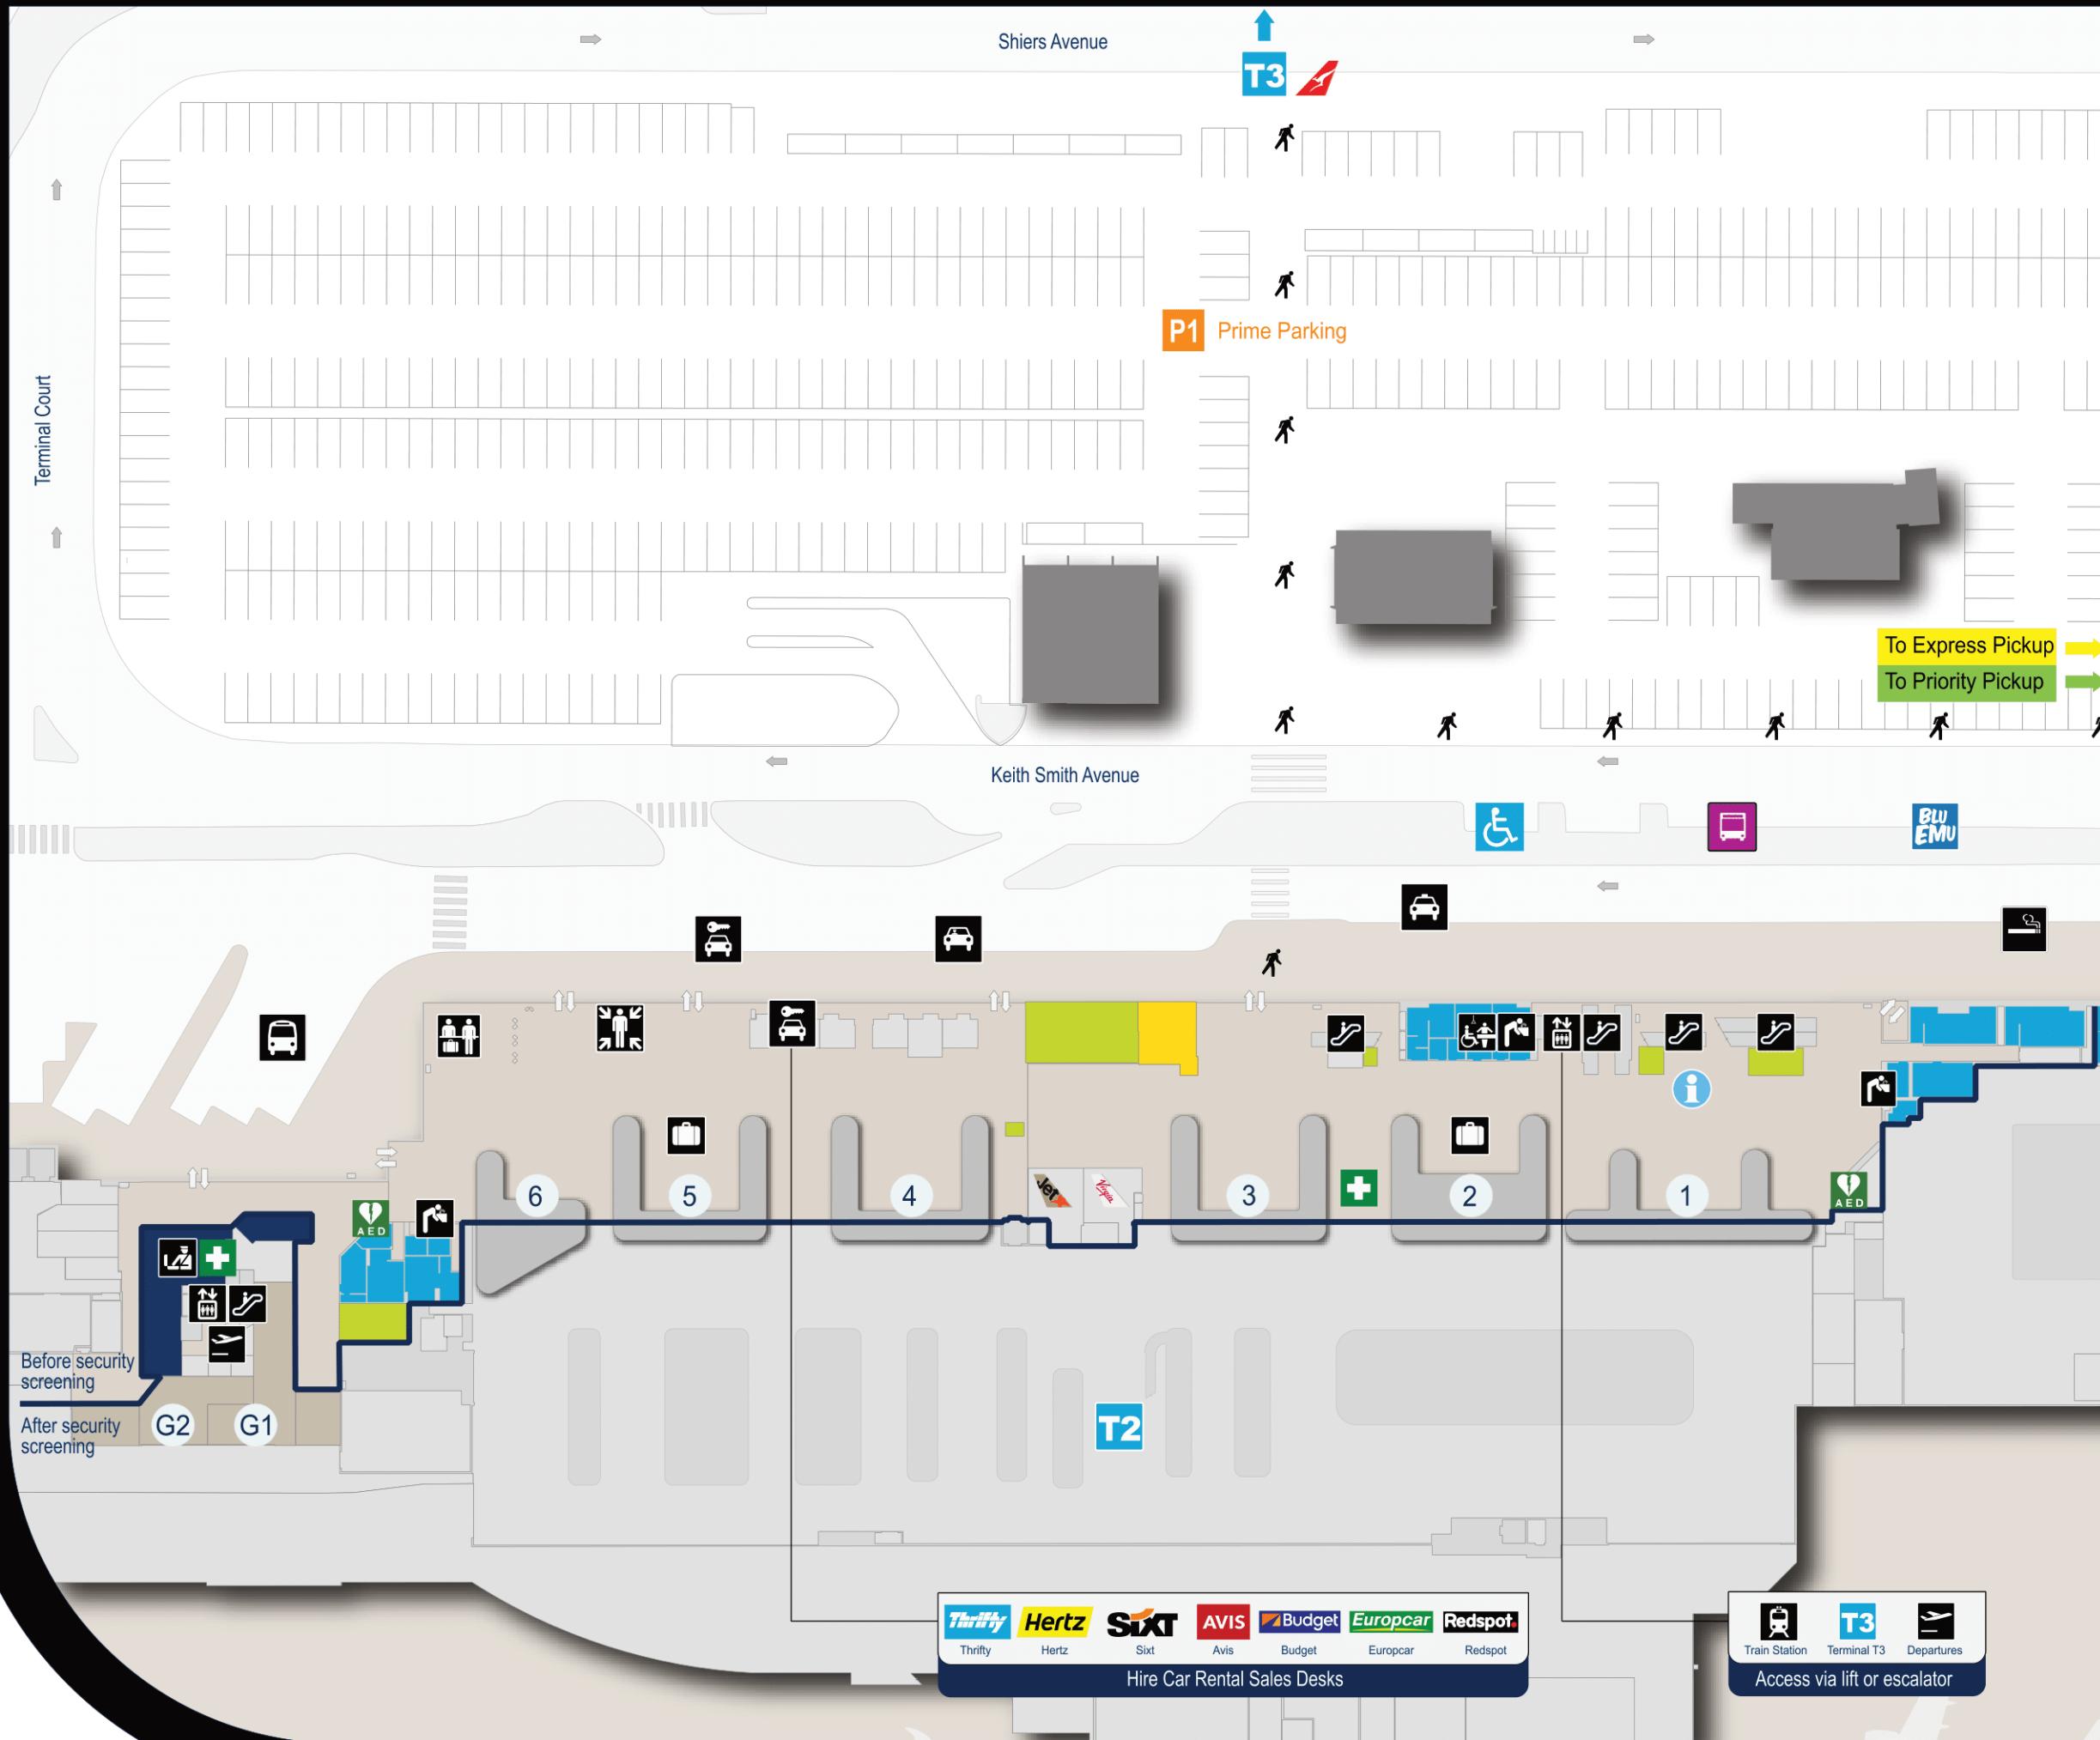 Shiers Avenue
T3
P1 Prime Parking
Terminal Court
To Express Pickup
To Priority Pickup
Keith Smith Avenue
BLU
EMU
6
5
4
3
2
1
Jet
Virgin
AED
AED
Before security
screening
After security
screening
G2
G1
T2
Thrifty
Hertz
SIXT
AVIS
Budget
Europcar
Redspot
Thrifty
Hertz
Sixt
Avis
Budget
Europcar
Redspot
Hire Car Rental Sales Desks
T3
Train Station
Terminal T3
Departures
Access via lift or escalator